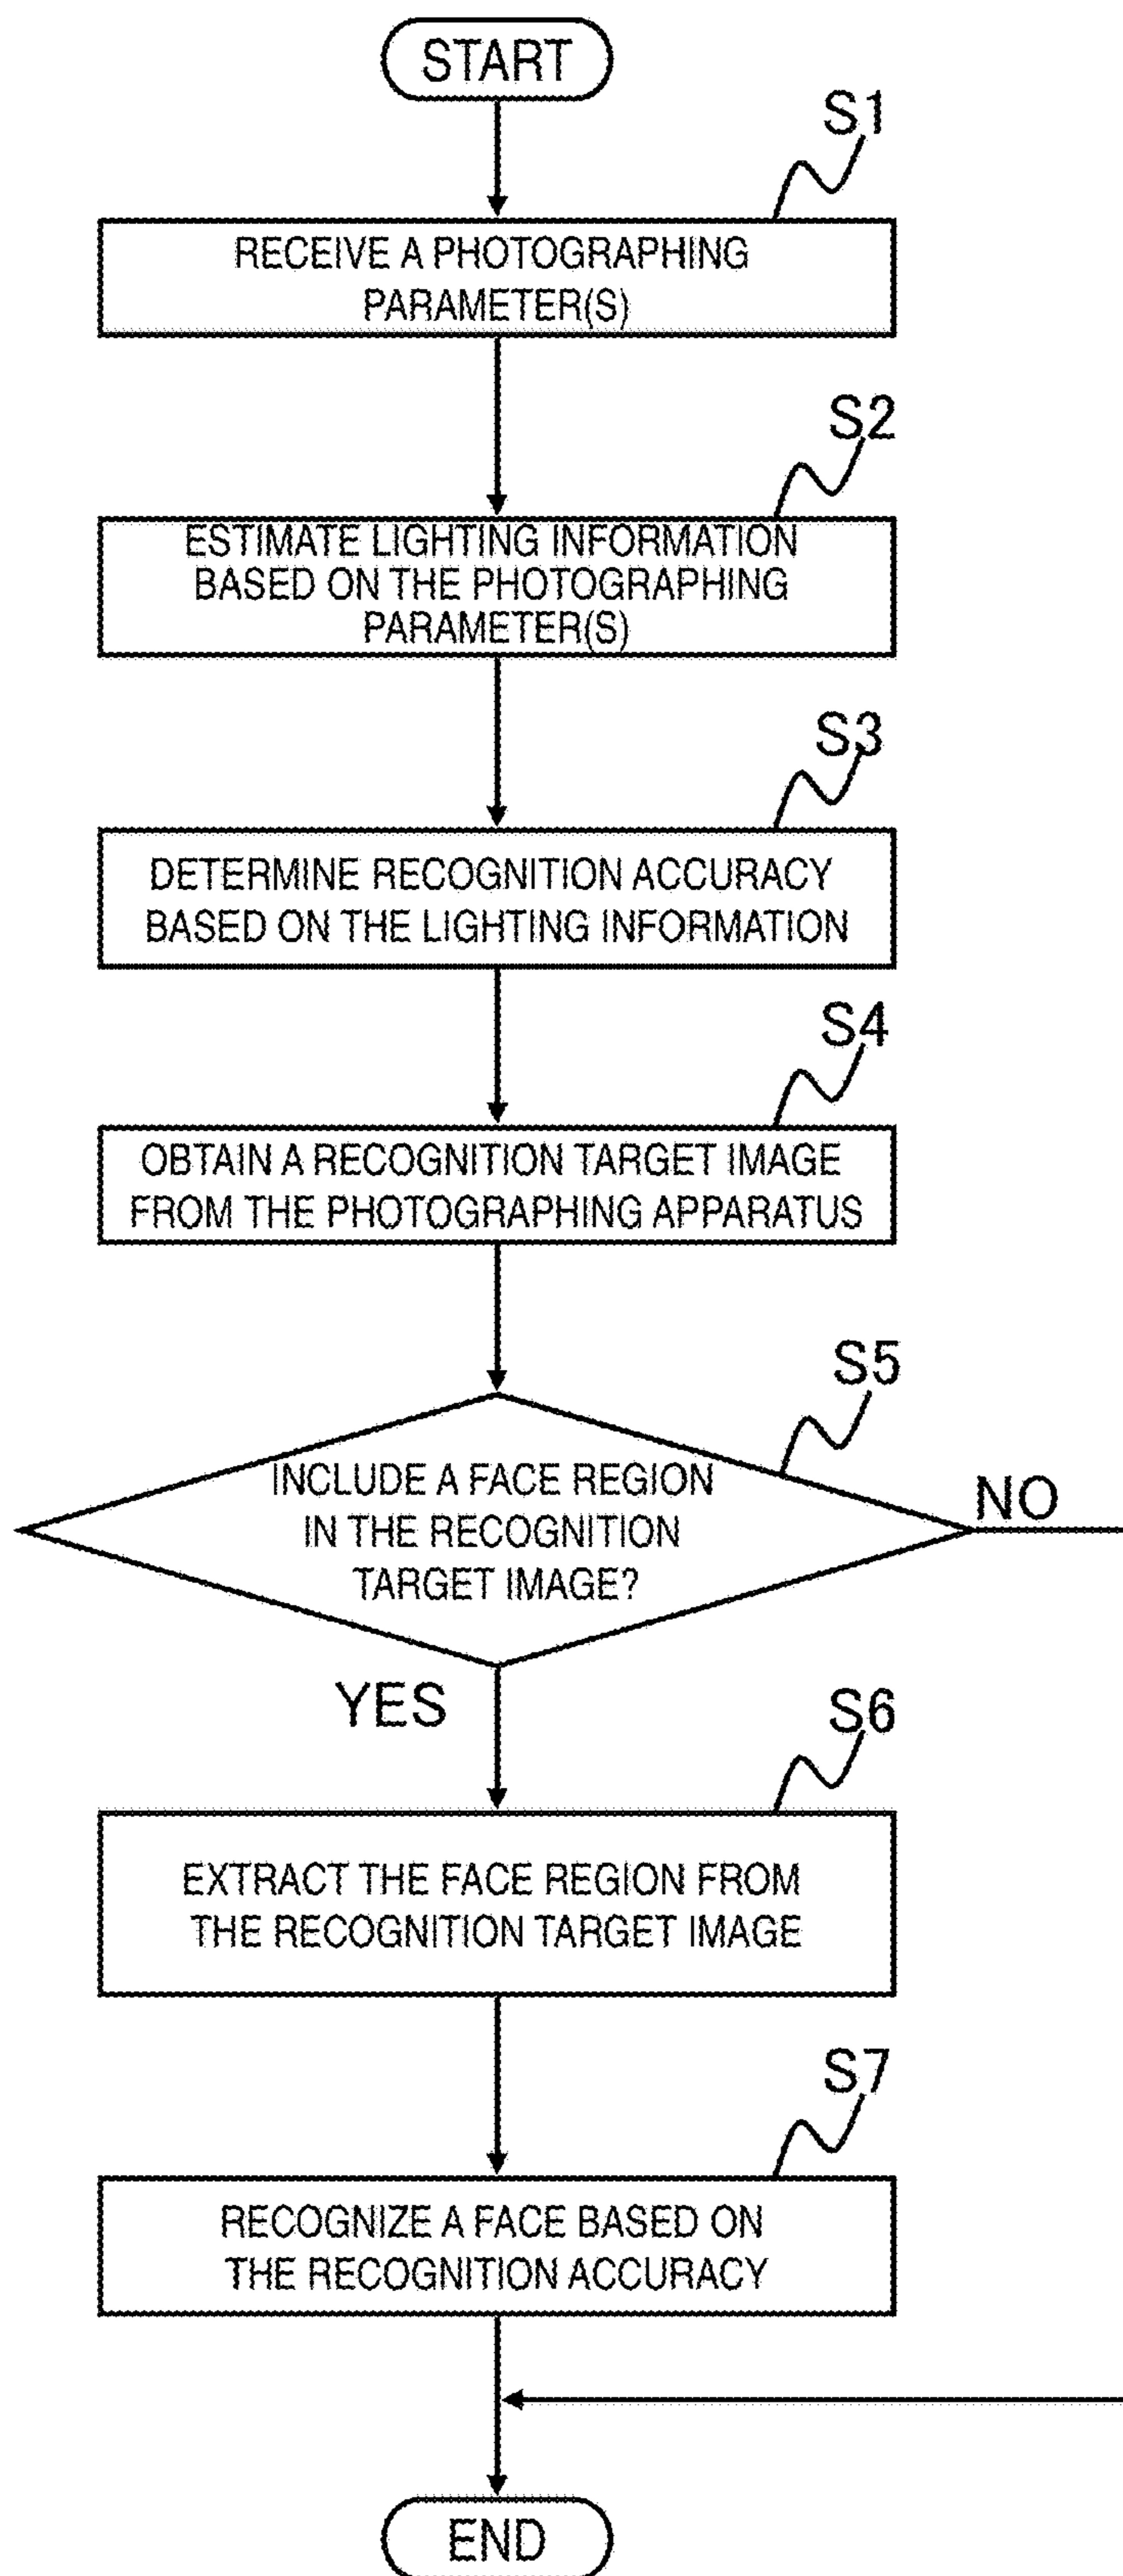 START
S1
RECEIVE A PHOTOGRAPHING
PARAMETER(S)
S2
ESTIMATE LIGHTING INFORMATION
BASED ON THE PHOTOGRAPHING
PARAMETER(S)
S3
DETERMINE RECOGNITION ACCURACY
BASED ON THE LIGHTING INFORMATION
S4
OBTAIN A RECOGNITION TARGET IMAGE
FROM THE PHOTOGRAPHING APPARATUS
S5
INCLUDE A FACE REGION
IN THE RECOGNITION
TARGET IMAGE?
NO
YES
S6
EXTRACT THE FACE REGION FROM
THE RECOGNITION TARGET IMAGE
S7
RECOGNIZE A FACE BASED ON
THE RECOGNITION ACCURACY
END